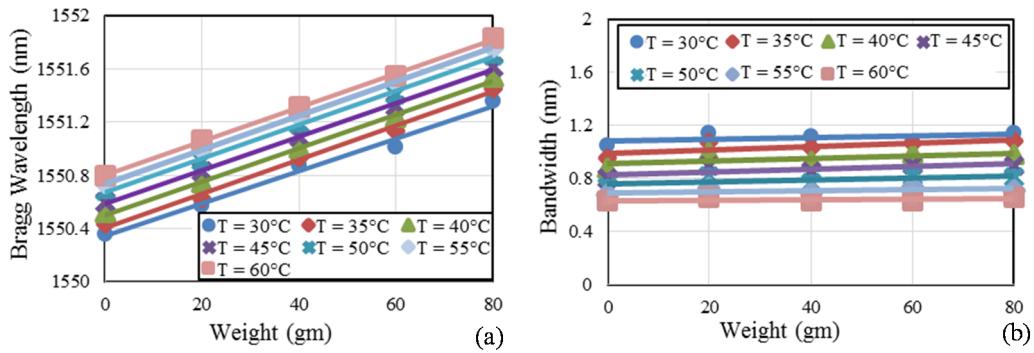 Bragg Wavelength (nm)
1552
1551.6
1551.2
1550.8
1550.4
1550
0 20 40 60 80
Weight (gm)
T = 30°C T = 35°C T = 40°C
T = 45°C T = 50°C T = 55°C
T = 60°C
(a)
Bandwidth (nm)
2
1.6
1.2
0.8
0.4
0
0 20 40 60 80
Weight (gm)
T = 30°C T = 35°C T = 40°C T = 45°C
T = 50°C T = 55°C T = 60°C
(b)